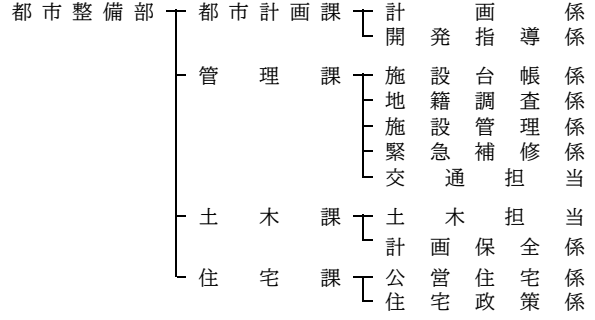 都市整備部 都市計画課 計画係
開発指導係
管理課 施設台帳係
地籍調査係
施設管理係
緊急補修係
交通担当
土木課 土木担当
計画保全係
住宅課 公営住宅係
住宅政策係